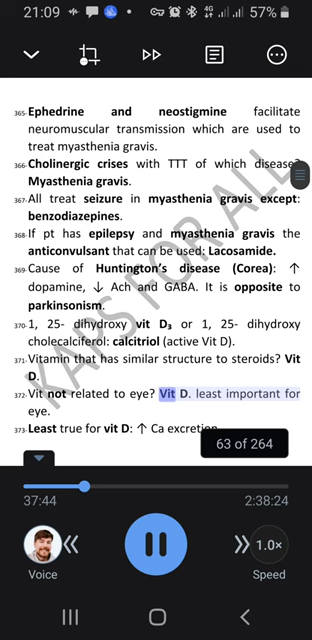 21:09
4G
57%
365- Ephedrine and neostigmine facilitate
neuromuscular transmission which are used to
treat myasthenia gravis.
366- Cholinergic crises with TTT of which disease?
Myasthenia gravis.
367- All treat seizure in myasthenia gravis except:
benzodiazepines.
368- If pt has epilepsy and myasthenia gravis the
anticonvulsant that can be used: Lacosamide.
369- Cause of Huntington's disease (Corea): ↑
dopamine, ↓ Ach and GABA. It is opposite to
parkinsonism.
370- 1, 25- dihydroxy vit D3 or 1, 25- dihydroxy
cholecalciferol: calcitriol (active Vit D).
371- Vitamin that has similar structure to steroids? Vit
D.
372- Vit not related to eye? Vit D. least important for
eye.
373- Least true for vit D: ↑ Ca excretion.
KAPS FOR ALL
63 of 264
37:44
2:38:24
Voice
1.0×
Speed